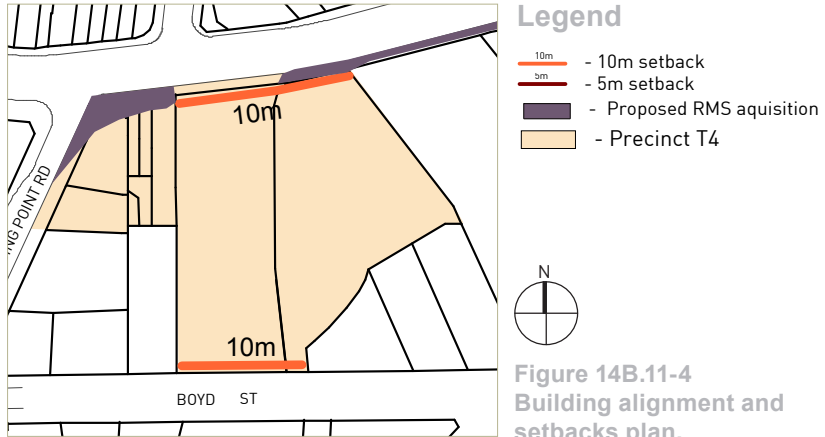 10m
10m
NG POINT RD
BOYD ST
Legend
10m
- 10m setback
5m
- 5m setback
- Proposed RMS aquisition
- Precinct T4
N
Figure 14B.11-4
Building alignment and
setbacks plan.